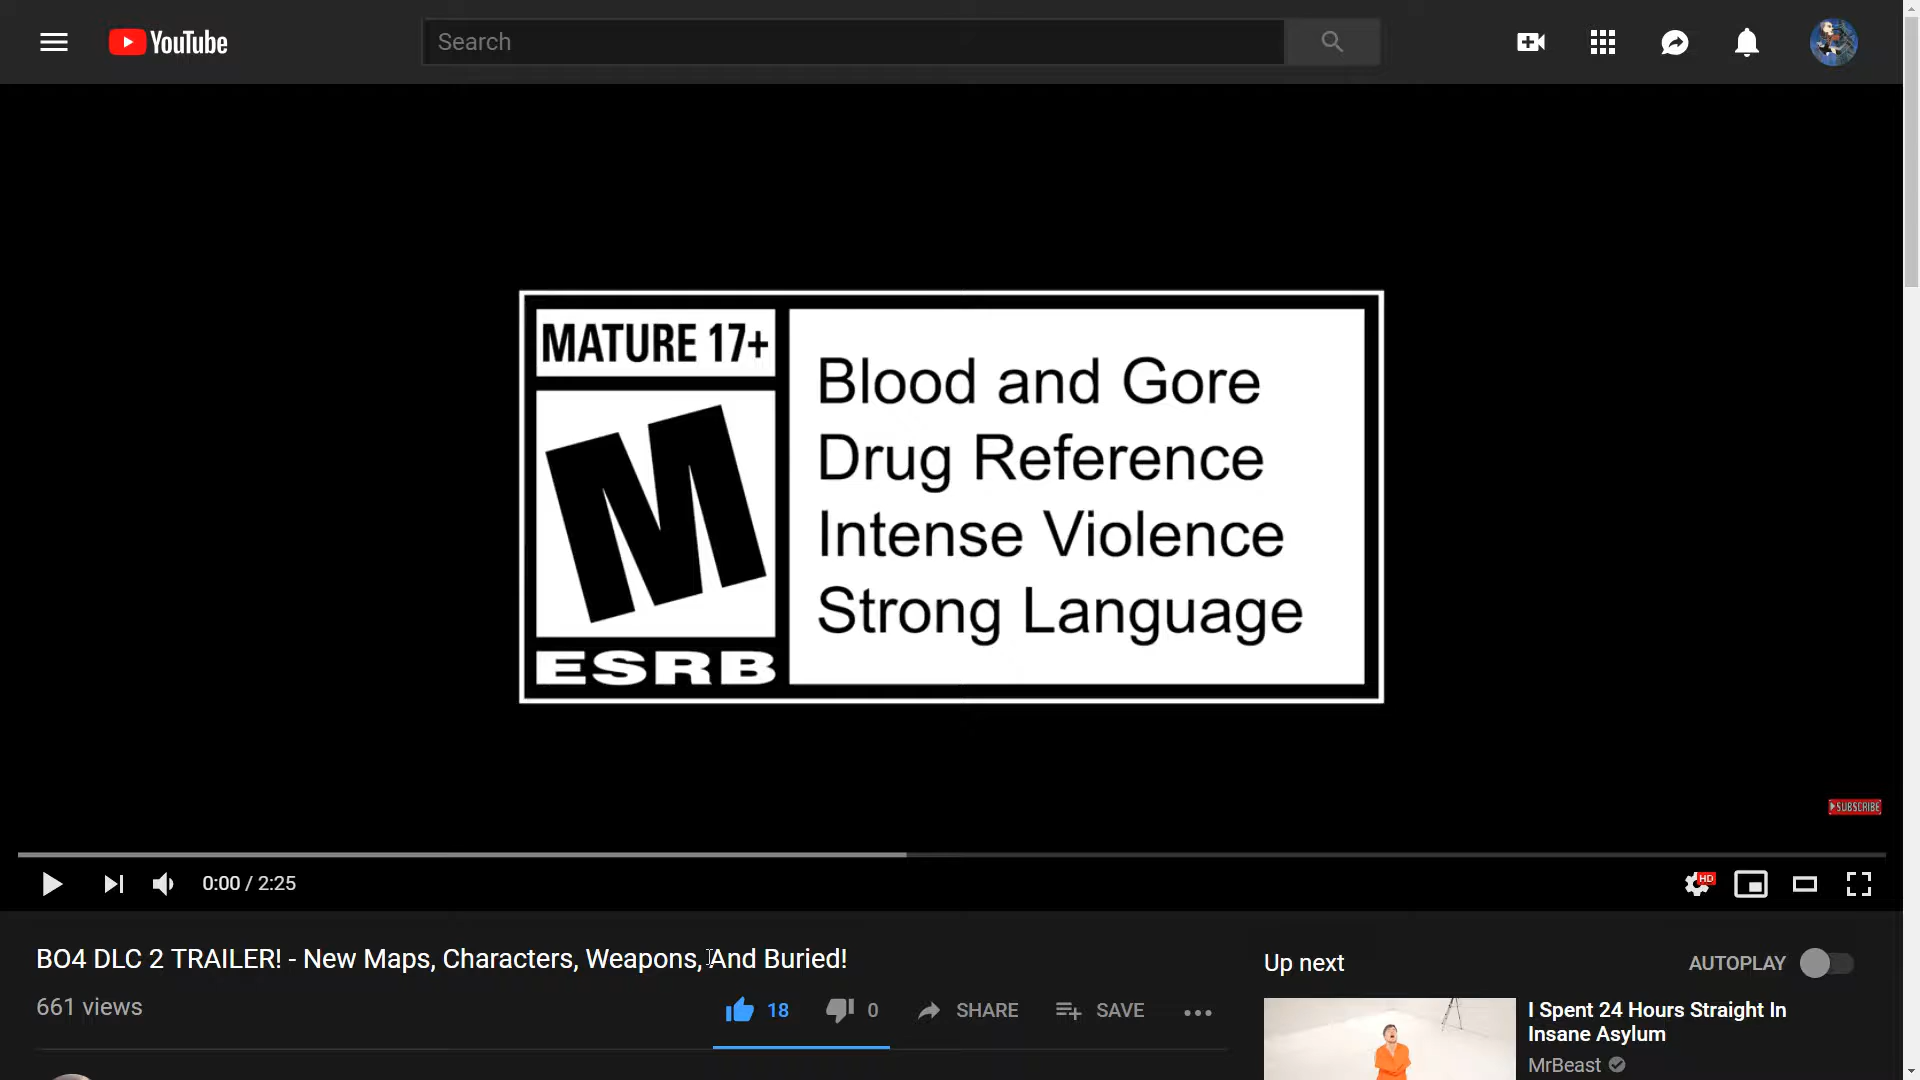 YouTube
Search
MATURE 17+
M
ESRB
Blood and Gore
Drug Reference
Intense Violence
Strong Language
SUBSCRIBE
0:00 / 2:25
HD
BO4 DLC 2 TRAILER! - New Maps, Characters, Weapons, And Buried!
661 views
18
0
SHARE
SAVE
Up next
AUTOPLAY
I Spent 24 Hours Straight In
Insane Asylum
MrBeast